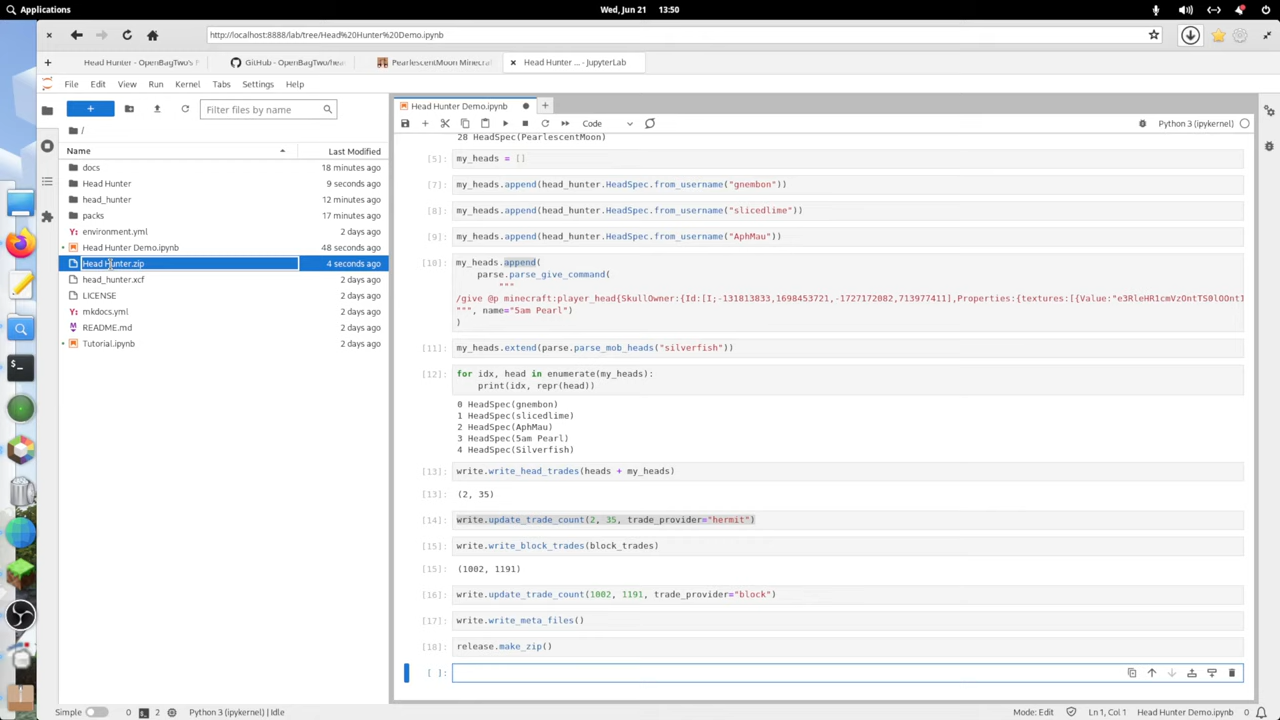 Applications
Wed, Jun 21 13:50
http://localhost:8888/lab/tree/Head%20Hunter%20Demo.ipynb
Head Hunter - OpenBagTwo's
GitHub - OpenBagTwo/hea
PearlescentMoon Minecra
Head Hunter ... - JupyterLab
File Edit View Run Kernel Tabs Settings Help
+
Filter files by name
/
Name
Last Modified
docs 18 minutes ago
Head Hunter 9 seconds ago
head_hunter 12 minutes ago
packs 17 minutes ago
environment.yml 2 days ago
Head Hunter Demo.ipynb 48 seconds ago
Head Hunter.zip 4 seconds ago
head_hunter.xcf 2 days ago
LICENSE 2 days ago
mkdocs.yml 2 days ago
README.md 2 days ago
Tutorial.ipynb 2 days ago
Head Hunter Demo.ipynb
Code
Python 3 (ipykernel)
28 HeadSpec(PearlescentMoon)
[5]: my_heads = []
[7]: my_heads.append(head_hunter.HeadSpec.from_username("gnembon"))
[8]: my_heads.append(head_hunter.HeadSpec.from_username("slicedlime"))
[9]: my_heads.append(head_hunter.HeadSpec.from_username("AphMau"))
[10]: my_heads.append(
parse.parse_give_command(
"""
/give @p minecraft:player_head{SkullOwner:{Id:[I;-131813833,1698453721,-1727172082,713977411],Properties:{textures:[{Value:"e3RleHR1cmVzOntTS0lOOnt1
""", name="5am Pearl")
)
[11]: my_heads.extend(parse.parse_mob_heads("silverfish"))
[12]: for idx, head in enumerate(my_heads):
print(idx, repr(head))
0 HeadSpec(gnembon)
1 HeadSpec(slicedlime)
2 HeadSpec(AphMau)
3 HeadSpec(5am Pearl)
4 HeadSpec(Silverfish)
[13]: write.write_head_trades(heads + my_heads)
[13]: (2, 35)
[14]: write.update_trade_count(2, 35, trade_provider="hermit")
[15]: write.write_block_trades(block_trades)
[15]: (1002, 1191)
[16]: write.update_trade_count(1002, 1191, trade_provider="block")
[17]: write.write_meta_files()
[18]: release.make_zip()
[ ]:
Simple 0 2 Python 3 (ipykernel) | Idle
Mode: Edit Ln 1, Col 1 Head Hunter Demo.ipynb 0